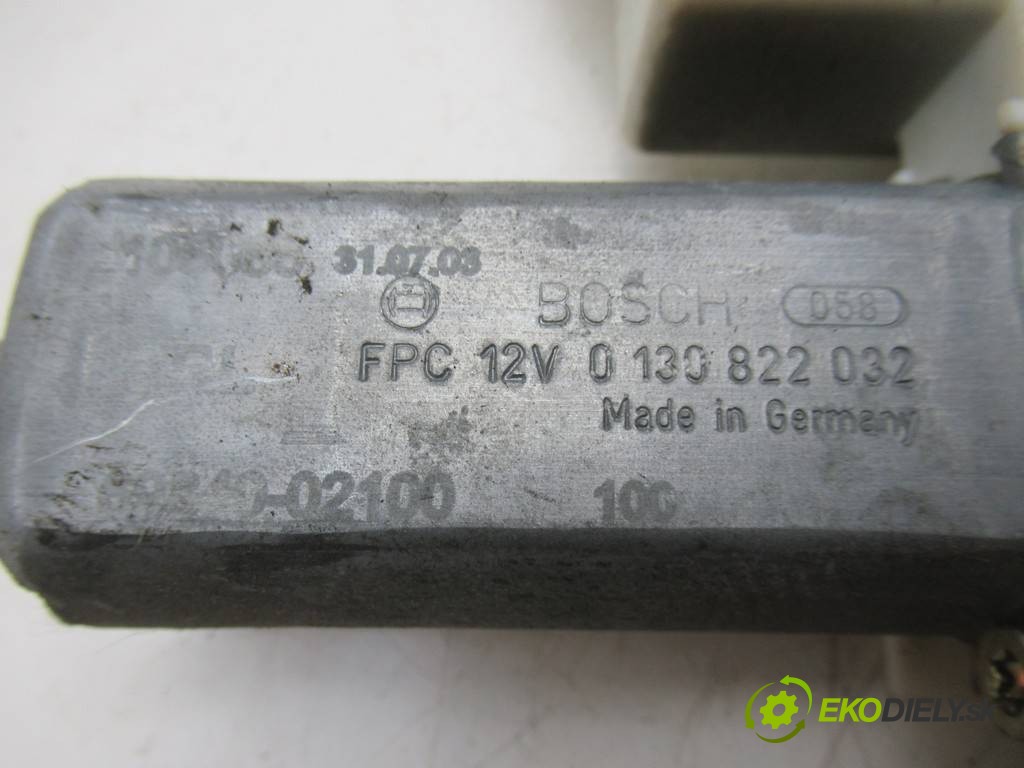 31.07.03
BOSCH 058
FPC 12V 0 130 822 032
Made in Germany
-02100 100
EKODIELY.SK